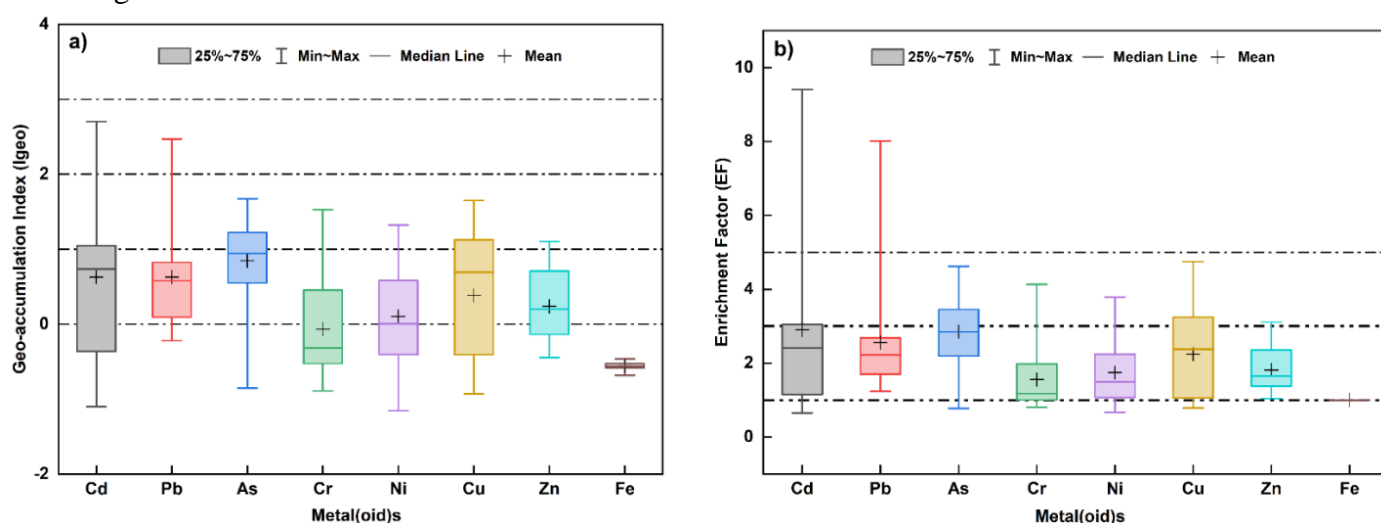 a)
25%~75% Min~Max Median Line Mean
Geo-accumulation Index (Igeo)
4
2
0
-2
Cd Pb As Cr Ni Cu Zn Fe
Metal(oid)s
b)
25%~75% Min~Max Median Line Mean
Enrichment Factor (EF)
10
8
6
4
2
0
Cd Pb As Cr Ni Cu Zn Fe
Metal(oid)s